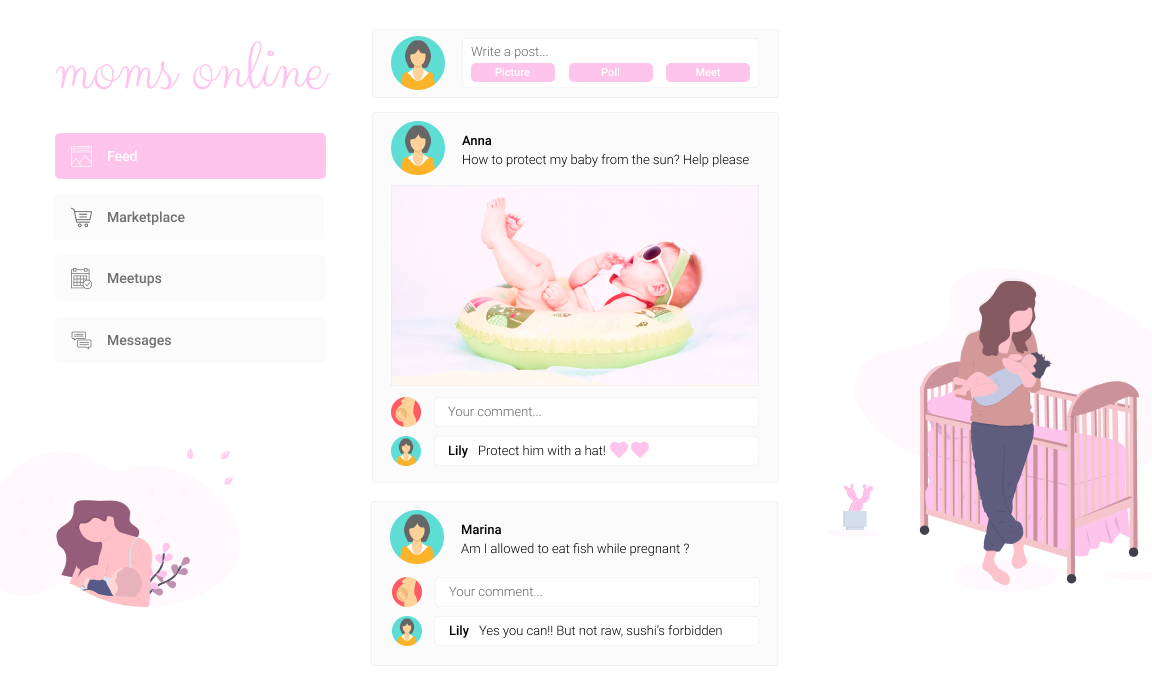 moms online
Feed
Marketplace
Meetups
Messages
Write a post...
Picture Poll Meet
Anna
How to protect my baby from the sun? Help please
Your comment...
Lily Protect him with a hat!
Marina
Am I allowed to eat fish while pregnant ?
Your comment...
Lily Yes you can!! But not raw, sushi's forbidden